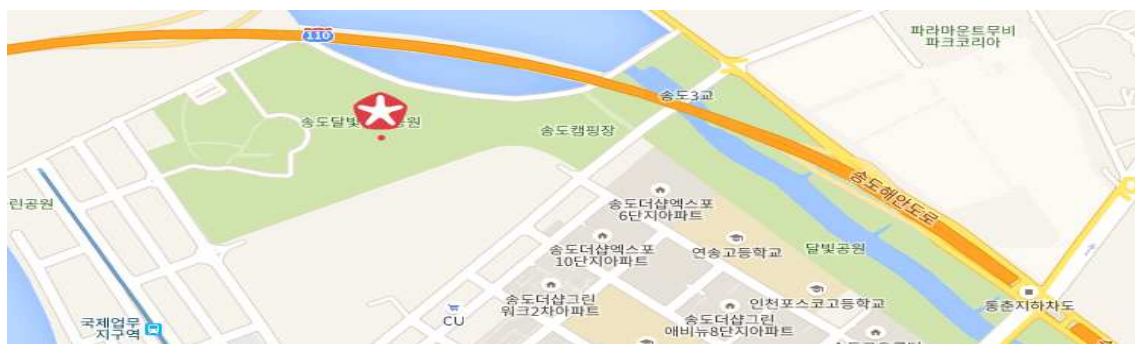 110
파라마운트무비
파크코리아
송도3교
송도달빛
공원
송도캠핑장
송도해안도로
린공원
송도더샵엑스포
6단지아파트
달빛공원
연송고등학교
송도더샵엑스포
10단지아파트
인천포스코고등학교
동춘지하차도
송도더샵그린
워크2차아파트
CU
송도더샵그린
애비뉴8단지아파트
국제업무
지구역